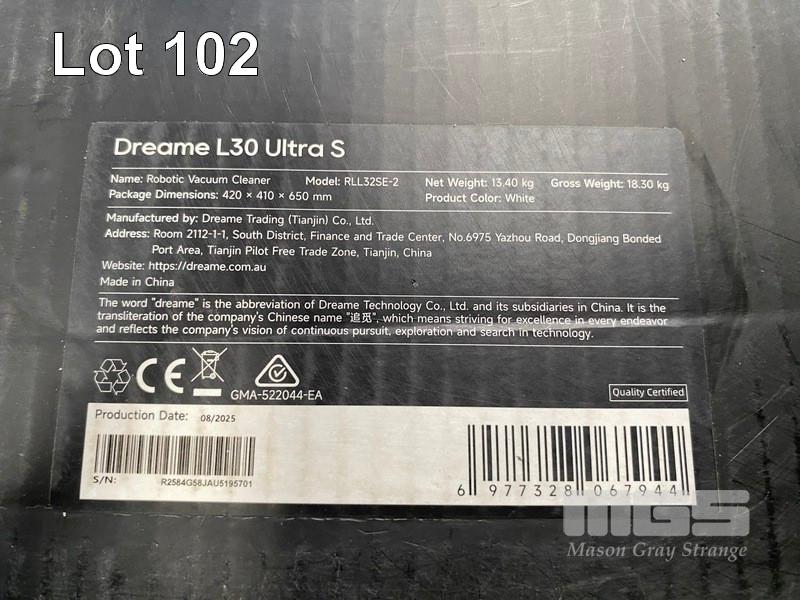 Lot 102
Dreame L30 Ultra S
Name: Robotic Vacuum Cleaner Model: RLL32SE-2 Net Weight: 13.40 kg Gross Weight: 18.30 kg
Package Dimensions: 420 × 410 × 650 mm Product Color: White
Manufactured by: Dreame Trading (Tianjin) Co., Ltd.
Address: Room 2112-1-1, South District, Finance and Trade Center, No.6975 Yazhou Road, Dongjiang Bonded
Port Area, Tianjin Pilot Free Trade Zone, Tianjin, China
Website: https://dreame.com.au
Made in China
The word "dreame" is the abbreviation of Dreame Technology Co., Ltd. and its subsidiaries in China. It is the
transliteration of the company's Chinese name "追觅", which means striving for excellence in every endeavor
and reflects the company's vision of continuous pursuit, exploration and search in technology.
CE
GMA-522044-EA
Quality Certified
Production Date: 08/2025
S/N: R2584G58JAU5195701
6 977328 067944
MGS
Mason Gray Strange